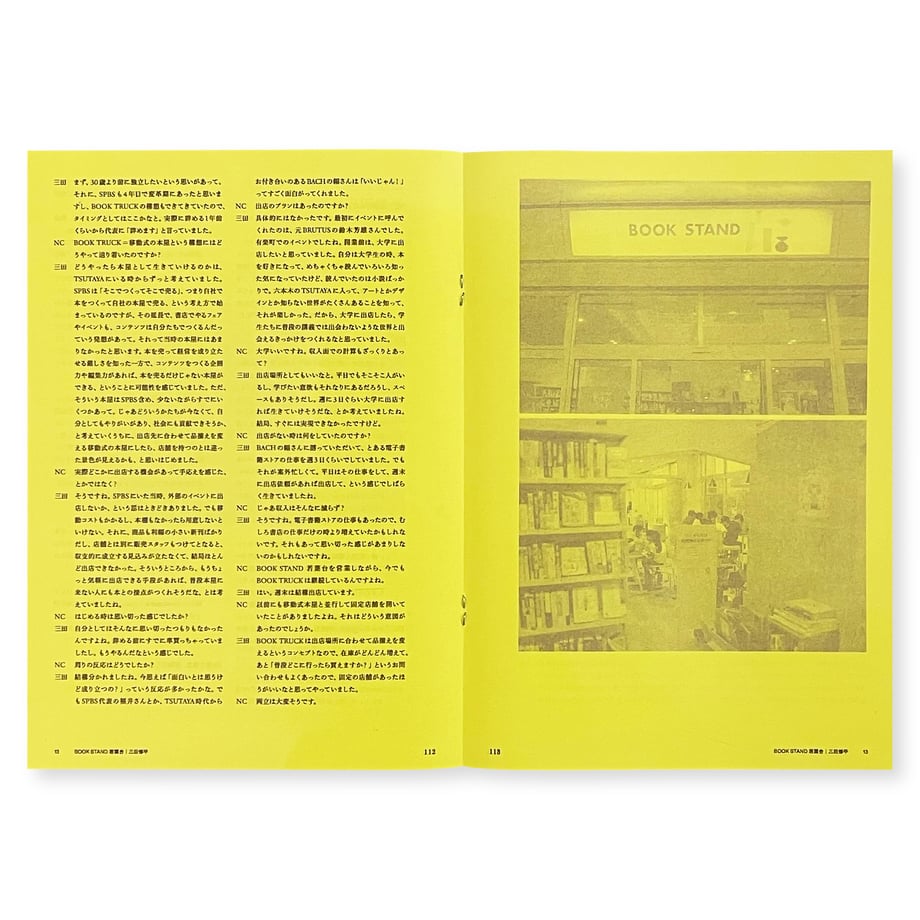 三田 まず、30歳より前に独立したいという思いがあって、
それに、SPBSも4年目で変革期にあったと思いま
すし、BOOK TRUCKの構想もできてきていたので、
タイミングとしてはここかなと。実際に辞める1年前
くらいから代表に「辞めます」と言っていました。
NC BOOK TRUCK=移動式の本屋という構想にはど
うやって辿り着いたのですか?
三田 どうやったら本屋として生きていけるのかは、
TSUTAYAにいる時からずっと考えていました。
SPBSは「そこでつくってそこで売る」、つまり自社で
本をつくって自社の本屋で売る、という考え方で始
まっているのですが、その延長で、書店でやるフェア
やイベントも、コンテンツは自分たちでつくるんだっ
ていう発想があって。それって当時の本屋にはあま
りなかったと思います。本を売って経営を成り立た
せる厳しさを知った一方で、コンテンツをつくる企画
力や編集力があれば、本を売るだけじゃない本屋が
できる、ということに可能性を感じていました。ただ、
そういう本屋はSPBS含め、少ないながらすでにい
くつかあって。じゃあどういうかたちが今なくて、自
分としてもやりがいがあり、社会にも貢献できそうか、
と考えていくうちに、出店先に合わせて品揃えを変
える移動式の本屋にしたら、店舗を持つのとは違っ
た景色が見えるかも、と思いはじめました。
NC 実際どこかに出店する機会があって手応えを感じた、
とかではなく?
三田 そうですね。SPBSにいた当時、外部のイベントに出
店しないか、という話はときどきありました。でも移
動コストもかかるし、本棚もなかったら用意しないと
いけない。それに、商品も利幅の小さい新刊ばかり
だし、店舗とは別に販売スタッフもつけてとなると、
収支的に成立する見込みが立たなくて、結局ほとん
ど出店できなかった。そういうところから、もうちょ
っと気軽に出店できる手段があれば、普段本屋に
来ない人にも本との接点がつくれそうだな、とは考
えていましたね。
NC はじめる時は思い切った感じでしたか?
三田 自分としてはそんなに思い切ったつもりもなかった
んですよね。辞める前にすでに車買っちゃっていま
したし、もうやるんだなという感じでした。
NC 周りの反応はどうでしたか?
三田 結構分かれましたね。今思えば「面白いとは思うけ
ど成り立つの?」っていう反応が多かったかな。で
もSPBS代表の福井さんとか、TSUTAYA時代から
お付き合いのあるBACHの幅さんは「いいじゃん!」
ってすごく面白がってくれました。
NC 出店のプランはあったのですか?
三田 具体的にはなかったです。最初にイベントに呼んで
くれたのは、元BRUTUSの鈴木芳雄さんでした。
有楽町でのイベントでしたね。開業前は、大学に出
店したいと思っていました。自分は大学生の時、本
を好きになって、めちゃくちゃ読んでいろいろ知っ
た気になっていたけど、読んでいたのは小説ばっか
りで。六本木のTSUTAYAに入って、アートとかデザ
インとか知らない世界がたくさんあることを知って、
それが楽しかった。だから、大学に出店したら、学
生たちに普段の講義では出会わないような世界と出
会えるきっかけをつくれるなと思っていました。
NC 大学いいですね。収入面での計算もざっくりとあっ
て?
三田 出店場所としてもいいなと。平日でもそこそこ人がい
るし、学びたい意欲もそれなりにあるだろうし、スペ
ースもありそうだし。週に3日ぐらい大学に出店す
れば生きていけそうだな、とか考えていましたね。
結局、すぐには実現できなかったですけど。
NC 出店がない時は何をしていたのですか?
三田 BACHの幅さんに誘っていただいて、とある電子書
籍ストアの仕事を週3日くらいでしていました。でも
それが案外忙しくて。平日はその仕事をして、週末
に出店依頼があれば出店して、という感じでしばら
く生きていましたね。
NC じゃあ収入はそんなに減らず?
三田 そうですね。電子書籍ストアの仕事もあったので、む
しろ書店の仕事だけの時より増えていたかもしれな
いです。それもあって思い切った感があまりしな
いのかもしれないですね。
NC BOOK STAND 若葉台を営業しながら、今でも
BOOK TRUCKは継続しているんですよね。
三田 はい。週末は結構出店しています。
NC 以前にも移動式本屋と並行して固定店舗を開いて
いたことがありましたよね。それはどういう意図が
あったのでしょうか。
三田 BOOK TRUCKは出店場所に合わせて品揃えを変
えるというコンセプトなので、在庫がどんどん増えて。
あと「普段どこに行ったら買えますか?」というお問
い合わせもよくあったので、固定の店舗があったほ
うがいいなと思ってやっていました。
NC 両立は大変そうです。
13 BOOK STAND 若葉台|三田修平
112
BOOK STAND
113
BOOK STAND 若葉台|三田修平 13